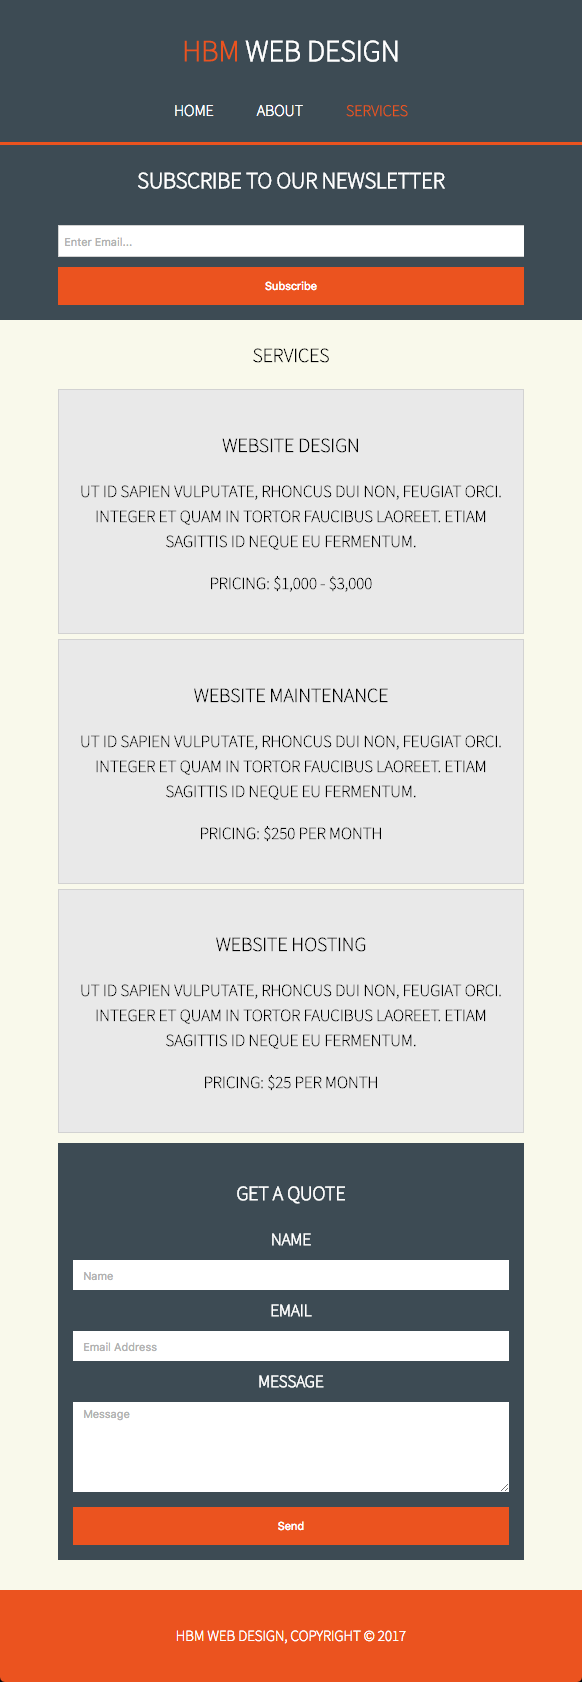 HBM WEB DESIGN
HOME ABOUT SERVICES
SUBSCRIBE TO OUR NEWSLETTER
Enter Email...
Subscribe
SERVICES
WEBSITE DESIGN
UT ID SAPIEN VULPUTATE, RHONCUS DUI NON, FEUGIAT ORCI.
INTEGER ET QUAM IN TORTOR FAUCIBUS LAOREET. ETIAM
SAGITTIS ID NEQUE EU FERMENTUM.
PRICING: $1,000 - $3,000
WEBSITE MAINTENANCE
UT ID SAPIEN VULPUTATE, RHONCUS DUI NON, FEUGIAT ORCI.
INTEGER ET QUAM IN TORTOR FAUCIBUS LAOREET. ETIAM
SAGITTIS ID NEQUE EU FERMENTUM.
PRICING: $250 PER MONTH
WEBSITE HOSTING
UT ID SAPIEN VULPUTATE, RHONCUS DUI NON, FEUGIAT ORCI.
INTEGER ET QUAM IN TORTOR FAUCIBUS LAOREET. ETIAM
SAGITTIS ID NEQUE EU FERMENTUM.
PRICING: $25 PER MONTH
GET A QUOTE
NAME
Name
EMAIL
Email Address
MESSAGE
Message
Send
HBM WEB DESIGN, COPYRIGHT © 2017